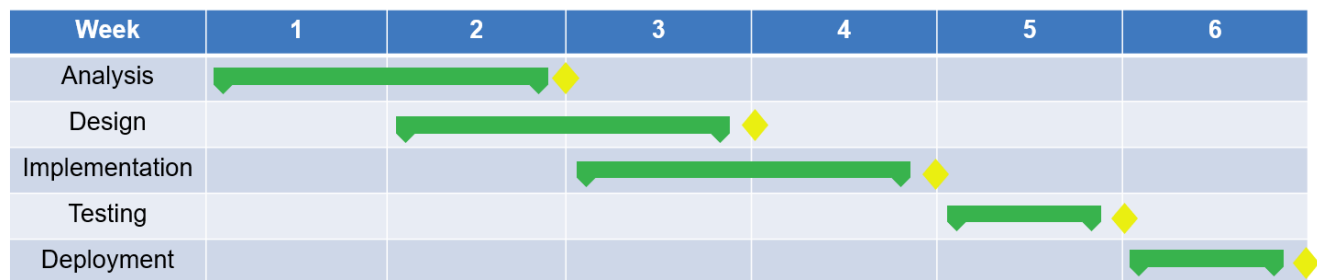 Week 1 2 3 4 5 6
Analysis
Design
Implementation
Testing
Deployment